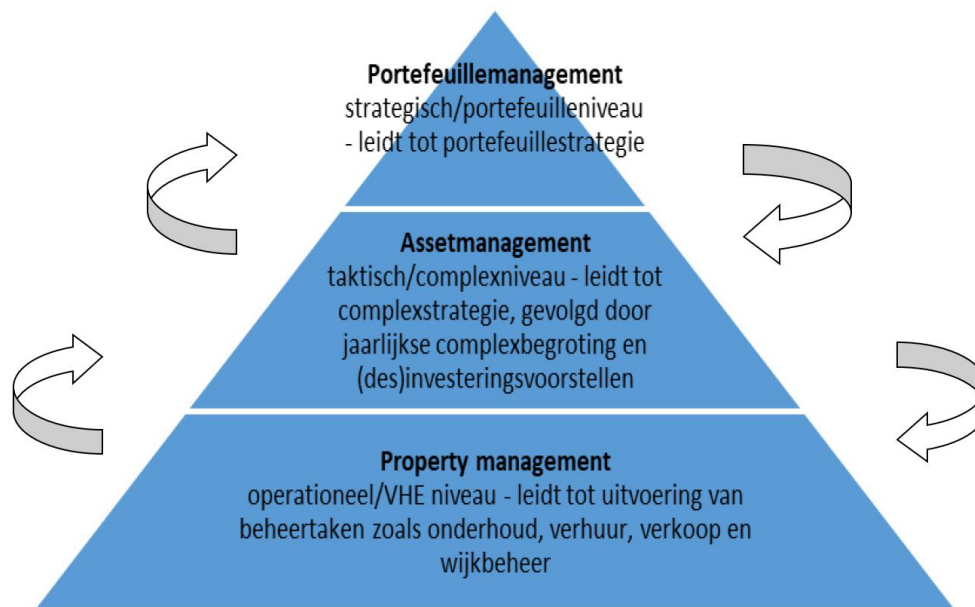 Portefeuillemanagement
strategisch/portefeuilleniveau
- leidt tot portefeuillestrategie
Assetmanagement
taktisch/complexniveau - leidt tot
complexstrategie, gevolgd door
jaarlijkse complexbegroting en
(des)investeringsvoorstellen
Property management
operationeel/VHE niveau - leidt tot uitvoering van
beheertaken zoals onderhoud, verhuur, verkoop en
wijkbeheer